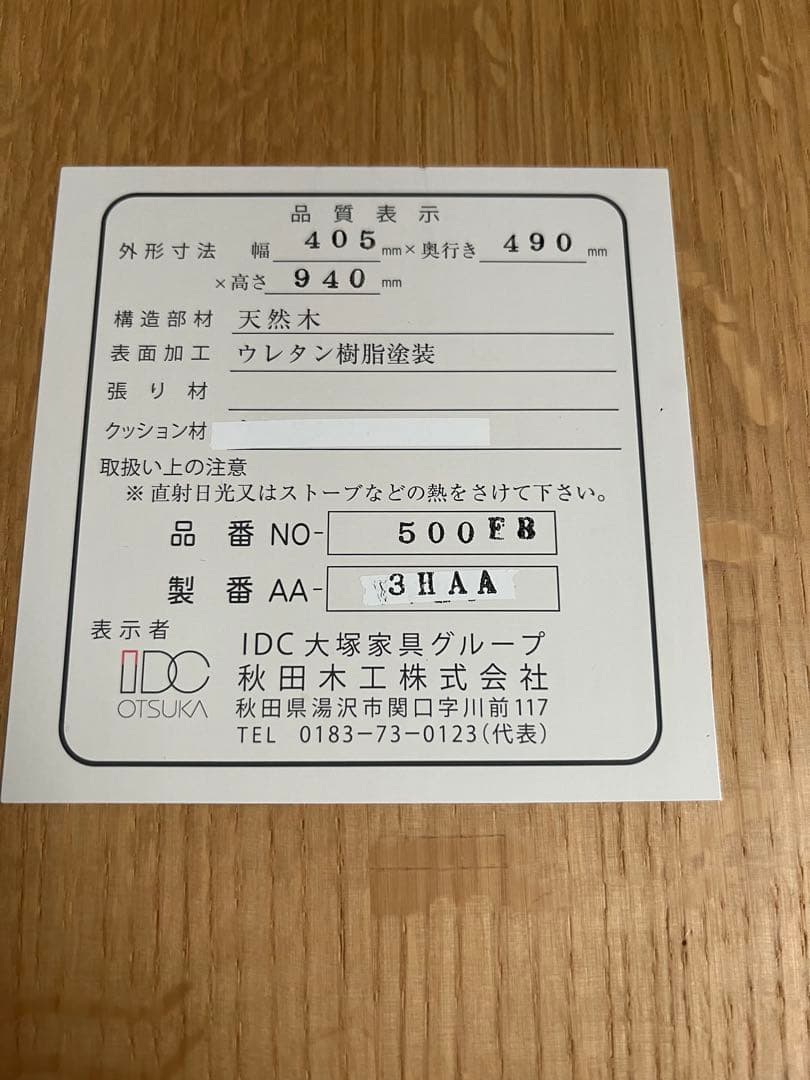 品質表示
外形寸法 幅 405 mm × 奥行き 490 mm
×高さ 940 mm
構造部材 天然木
表面加工 ウレタン樹脂塗装
張り材
クッション材
取扱い上の注意
※直射日光又はストーブなどの熱をさけて下さい。
品番 NO- 500EB
製番 AA- 3HAA
表示者
IDC OTSUKA
IDC大塚家具グループ
秋田木工株式会社
秋田県湯沢市関口字川前117
TEL 0183-73-0123(代表)